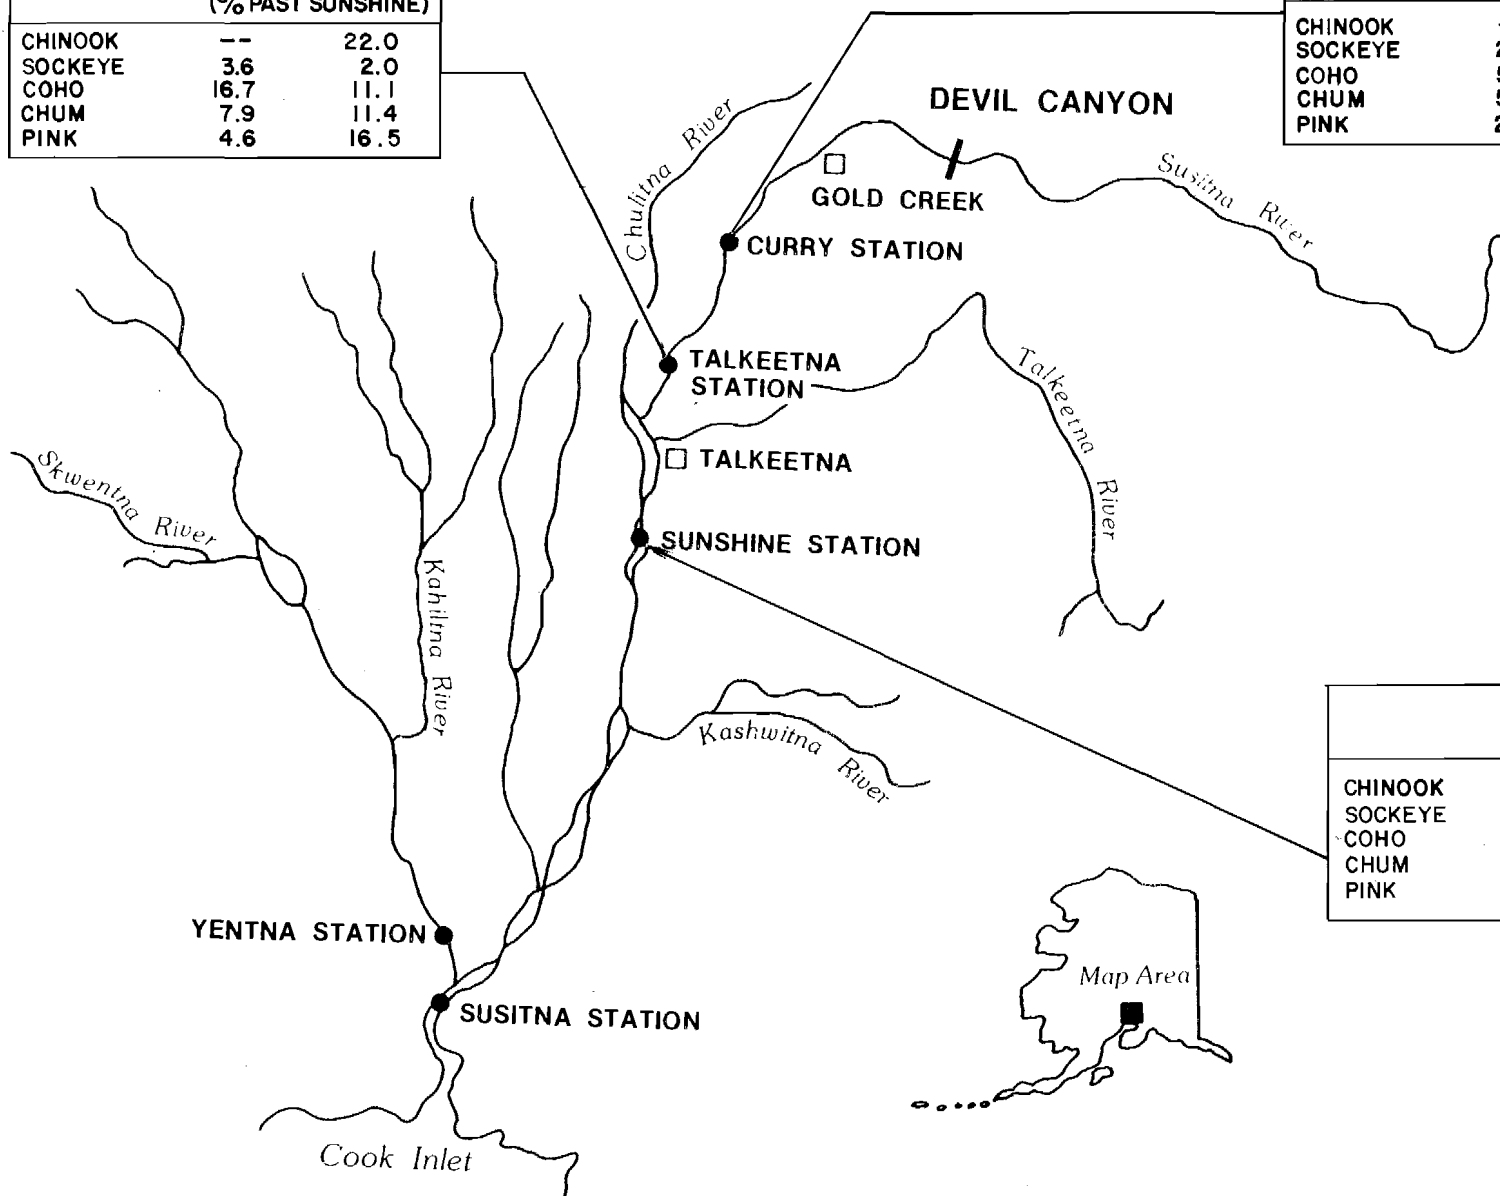 (% PAST SUNSHINE)
CHINOOK -- 22.0
SOCKEYE 3.6 2.0
COHO 16.7 11.1
CHUM 7.9 11.4
PINK 4.6 16.5
CHINOOK
SOCKEYE
COHO
CHUM
PINK
DEVIL CANYON
Chulitna River
GOLD CREEK
Susitna River
CURRY STATION
TALKEETNA
STATION
Talkeetna River
TALKEETNA
Skwentna River
SUNSHINE STATION
Kahiltna River
Kashwitna River
CHINOOK
SOCKEYE
COHO
CHUM
PINK
YENTNA STATION
Map Area
SUSITNA STATION
Cook Inlet